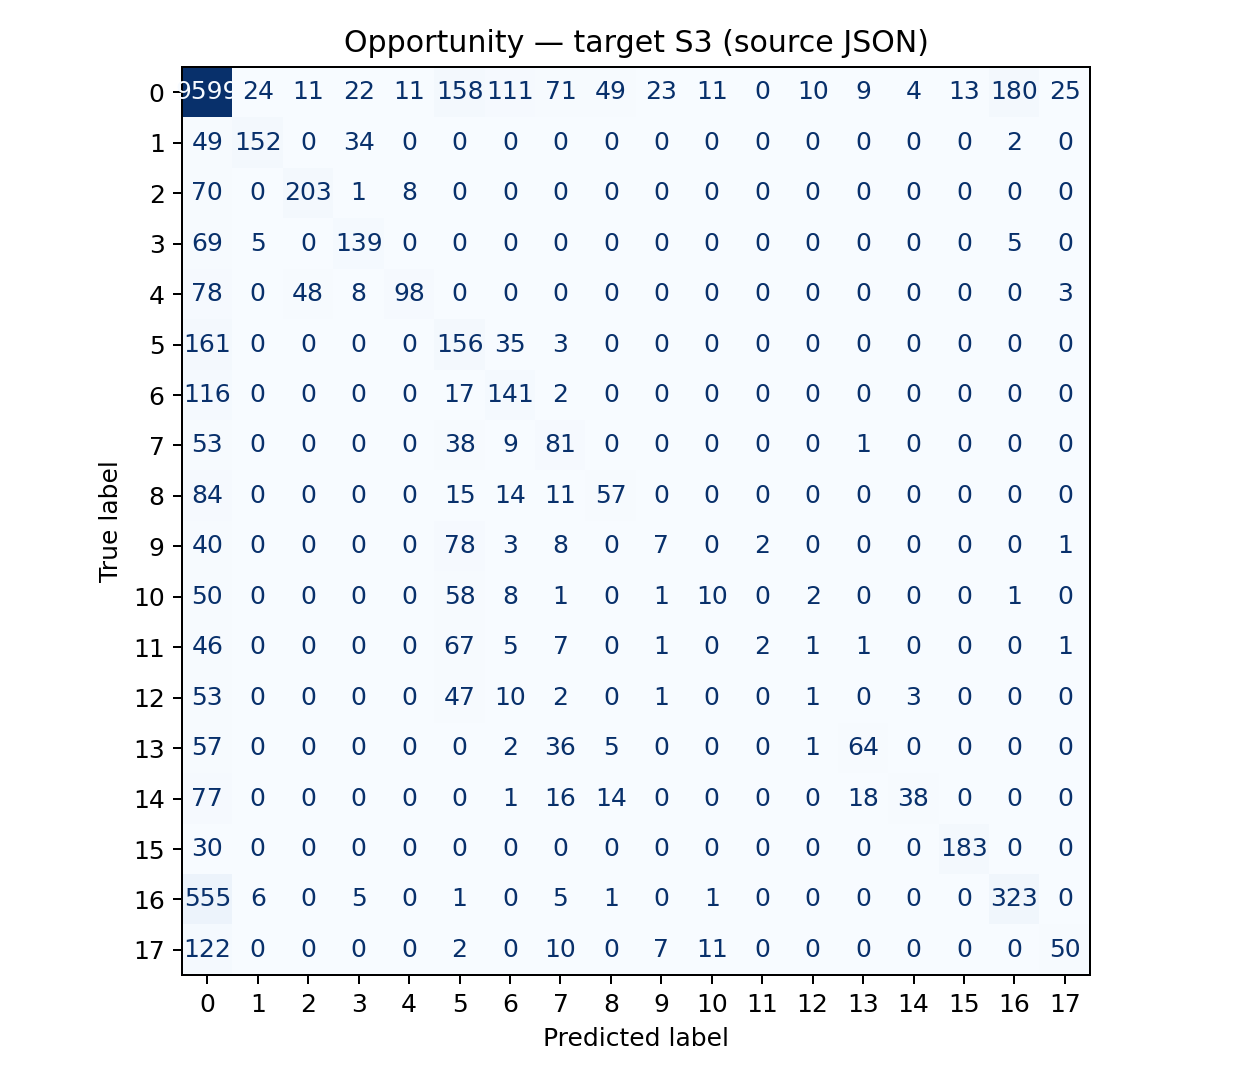 Opportunity — target S3 (source JSON)
0 9599 24 11 22 11 158 111 71 49 23 11 0 10 9 4 13 180 25
1 49 152 0 34 0 0 0 0 0 0 0 0 0 0 0 0 2 0
2 70 0 203 1 8 0 0 0 0 0 0 0 0 0 0 0 0 0
3 69 5 0 139 0 0 0 0 0 0 0 0 0 0 0 0 5 0
4 78 0 48 8 98 0 0 0 0 0 0 0 0 0 0 0 0 3
5 161 0 0 0 0 156 35 3 0 0 0 0 0 0 0 0 0 0
6 116 0 0 0 0 17 141 2 0 0 0 0 0 0 0 0 0 0
7 53 0 0 0 0 38 9 81 0 0 0 0 0 1 0 0 0 0
8 84 0 0 0 0 15 14 11 57 0 0 0 0 0 0 0 0 0
9 40 0 0 0 0 78 3 8 0 7 0 2 0 0 0 0 0 1
10 50 0 0 0 0 58 8 1 0 1 10 0 2 0 0 0 1 0
11 46 0 0 0 0 67 5 7 0 1 0 2 1 1 0 0 0 1
12 53 0 0 0 0 47 10 2 0 1 0 0 1 0 3 0 0 0
13 57 0 0 0 0 0 2 36 5 0 0 0 1 64 0 0 0 0
14 77 0 0 0 0 0 1 16 14 0 0 0 0 18 38 0 0 0
15 30 0 0 0 0 0 0 0 0 0 0 0 0 0 0 183 0 0
16 555 6 0 5 0 1 0 5 1 0 1 0 0 0 0 0 323 0
17 122 0 0 0 0 2 0 10 0 7 11 0 0 0 0 0 0 50
0 1 2 3 4 5 6 7 8 9 10 11 12 13 14 15 16 17
Predicted label
True label